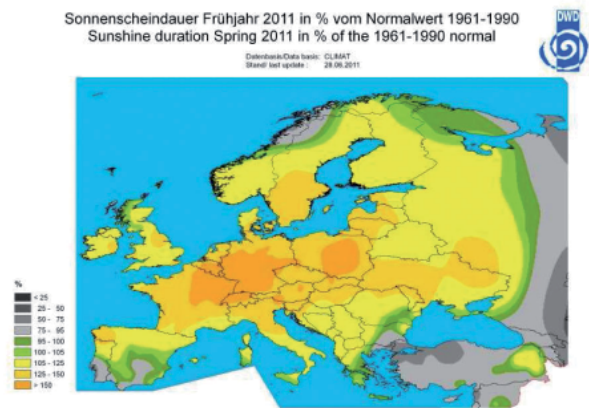 Sonnenscheindauer Frühjahr 2011 in % vom Normalwert 1961-1990
Sunshine duration Spring 2011 in % of the 1961-1990 normal
Datenbasis/Data basis: CLIMAT
Stand/ last update : 28.06.2011
DWD
%
< 25
25 - 50
50 - 75
75 - 95
95 - 100
100 - 105
105 - 125
125 - 150
> 150